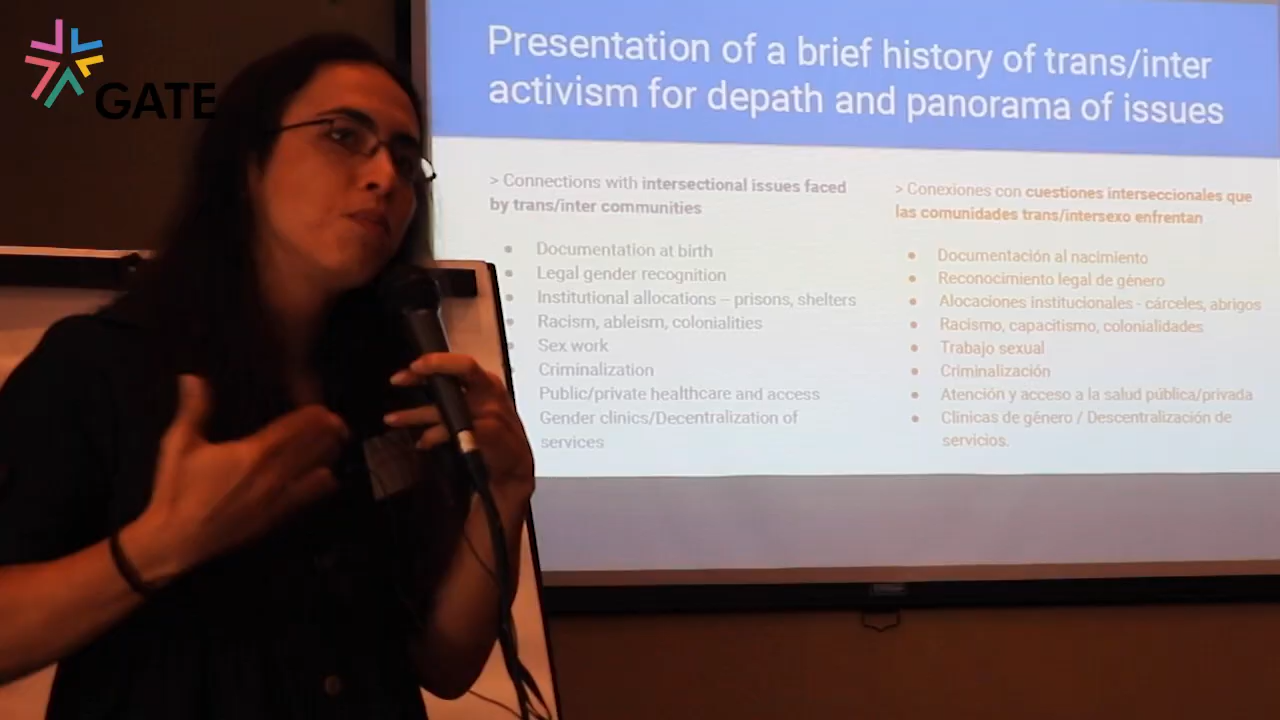 GATE
Presentation of a brief history of trans/inter
activism for depath and panorama of issues
> Connections with intersectional issues faced
by trans/inter communities
Documentation at birth
Legal gender recognition
Institutional allocations – prisons, shelters
Racism, ableism, colonialities
Sex work
Criminalization
Public/private healthcare and access
Gender clinics/Decentralization of
services
> Conexiones con cuestiones interseccionales que
las comunidades trans/intersexo enfrentan
Documentación al nacimiento
Reconocimiento legal de género
Alocaciones institucionales - cárceles, abrigos
Racismo, capacitismo, colonialidades
Trabajo sexual
Criminalización
Atención y acceso a la salud pública/privada
Clinicas de género / Descentralización de
servicios.